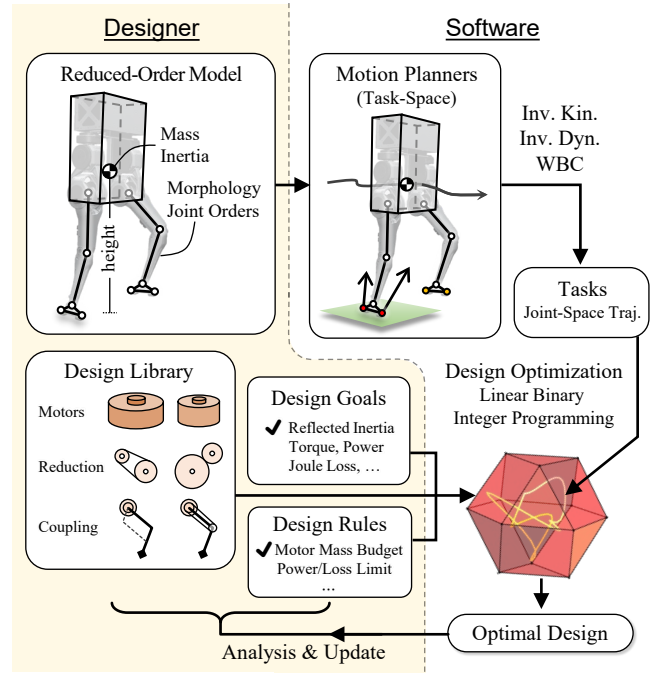 Designer
Software
Reduced-Order Model
Mass
Inertia
Morphology
Joint Orders
height
Motion Planners
(Task-Space)
Inv. Kin.
Inv. Dyn.
WBC
Tasks
Joint-Space Traj.
Design Library
Motors
Reduction
Coupling
Design Goals
Reflected Inertia
Torque, Power
Joule Loss, ...
Design Rules
Motor Mass Budget
Power/Loss Limit
...
Design Optimization
Linear Binary
Integer Programming
Optimal Design
Analysis & Update